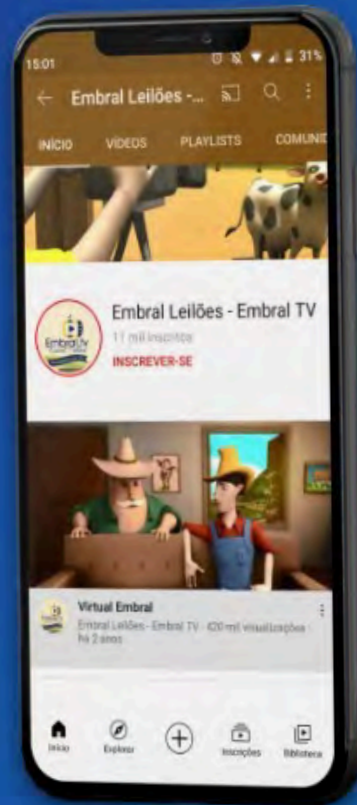 15:01
31%
Embral Leilões -...
INÍCIO VÍDEOS PLAYLISTS COMUNID
Embral Leilões - Embral TV
11 mil inscritos
INSCREVER-SE
Virtual Embral
Embral Leilões - Embral TV · 420 mil visualizações ·
há 2 anos
Início Explorar Inscrições Biblioteca